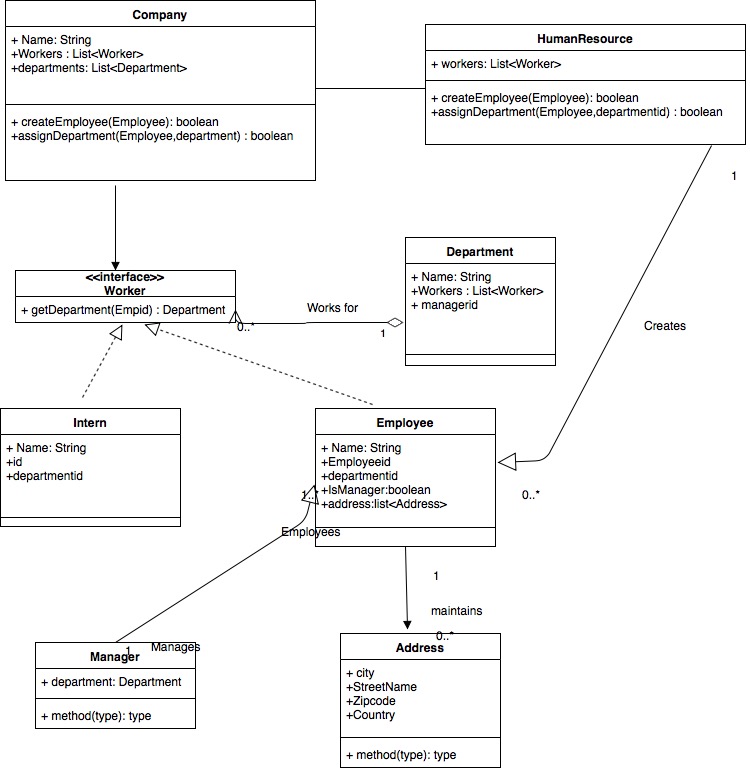 Company
+ Name: String
+Workers : List<Worker>
+departments: List<Department>
+ createEmployee(Employee): boolean
+assignDepartment(Employee,department) : boolean
HumanResource
+ workers: List<Worker>
+ createEmployee(Employee): boolean
+assignDepartment(Employee,departmentid) : boolean
1
<<interface>>
Worker
+ getDepartment(Empid) : Department
0..*
Works for
1
Department
+ Name: String
+Workers : List<Worker>
+ managerid
Creates
Intern
+ Name: String
+id
+departmentid
Employee
+ Name: String
+Employeeid
+departmentid
+IsManager:boolean
+address:list<Address>
1..*
0..*
Employees
1
maintains
0..*
1
Manages
Manager
+ department: Department
+ method(type): type
Address
+ city
+StreetName
+Zipcode
+Country
+ method(type): type